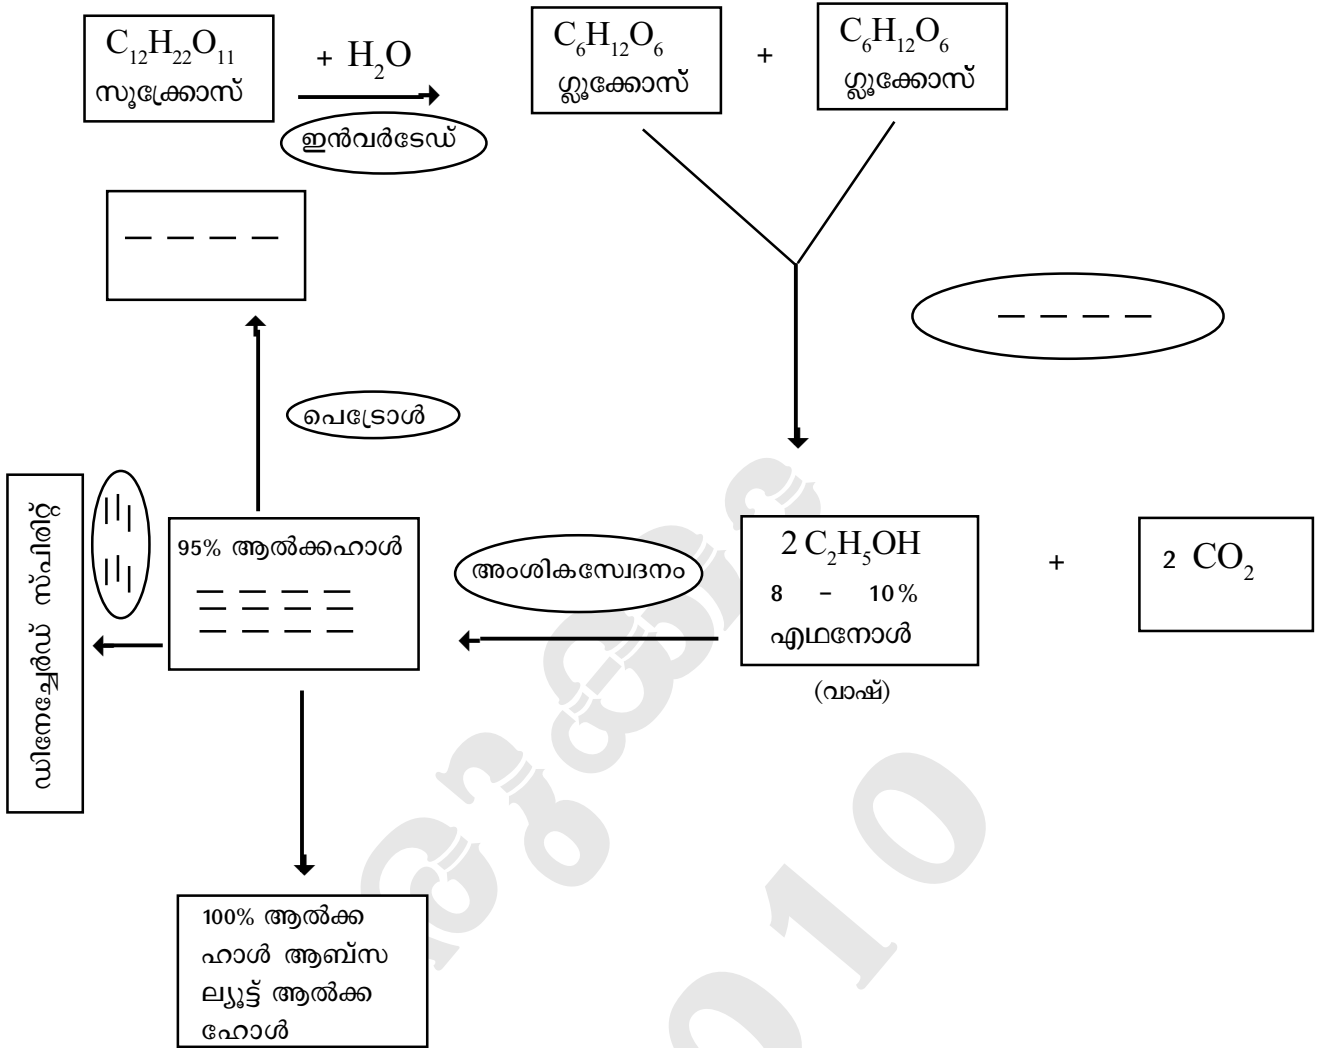 C₁₂H₂₂O₁₁
സൂക്രോസ്
+ H₂O
ഇൻവർടേഡ്
C₆H₁₂O₆
ഗ്ലൂക്കോസ്
+
C₆H₁₂O₆
ഗ്ലൂക്കോസ്
— — — —
— — — —
പെട്രോൾ
ഡിനേച്ചേർഡ് സ്പിരിറ്റ്
95% ആൽക്കഹാൾ
— — — —
— — — —
— — — —
അംശികസ്വേദനം
2 C₂H₅OH
8 – 10%
എഥനോൾ
(വാഷ്)
+
2 CO₂
100% ആൽക്ക
ഹാൾ ആബ്സ
ല്യൂട്ട് ആൽക്ക
ഹോൾ
2010